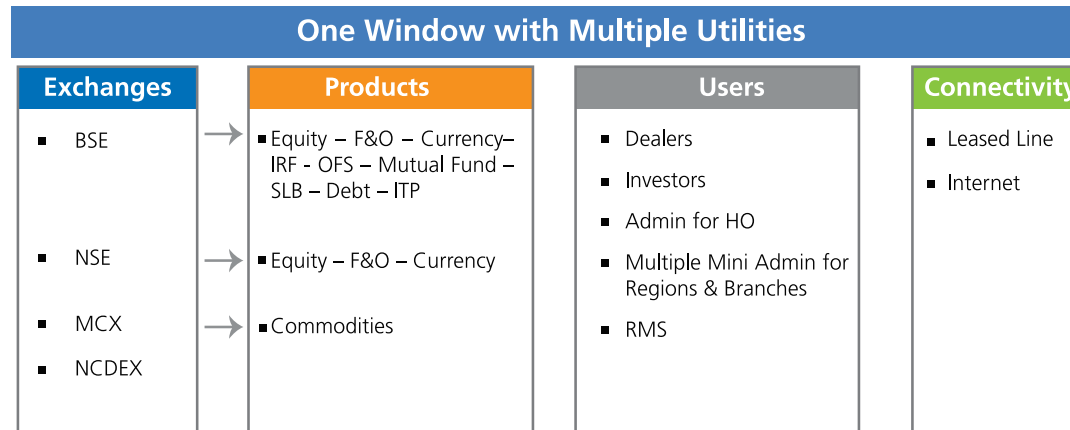 One Window with Multiple Utilities
Exchanges
BSE
NSE
MCX
NCDEX
Products
Equity – F&O – Currency–
IRF - OFS – Mutual Fund –
SLB – Debt – ITP
Equity – F&O – Currency
Commodities
Users
Dealers
Investors
Admin for HO
Multiple Mini Admin for
Regions & Branches
RMS
Connectivity
Leased Line
Internet